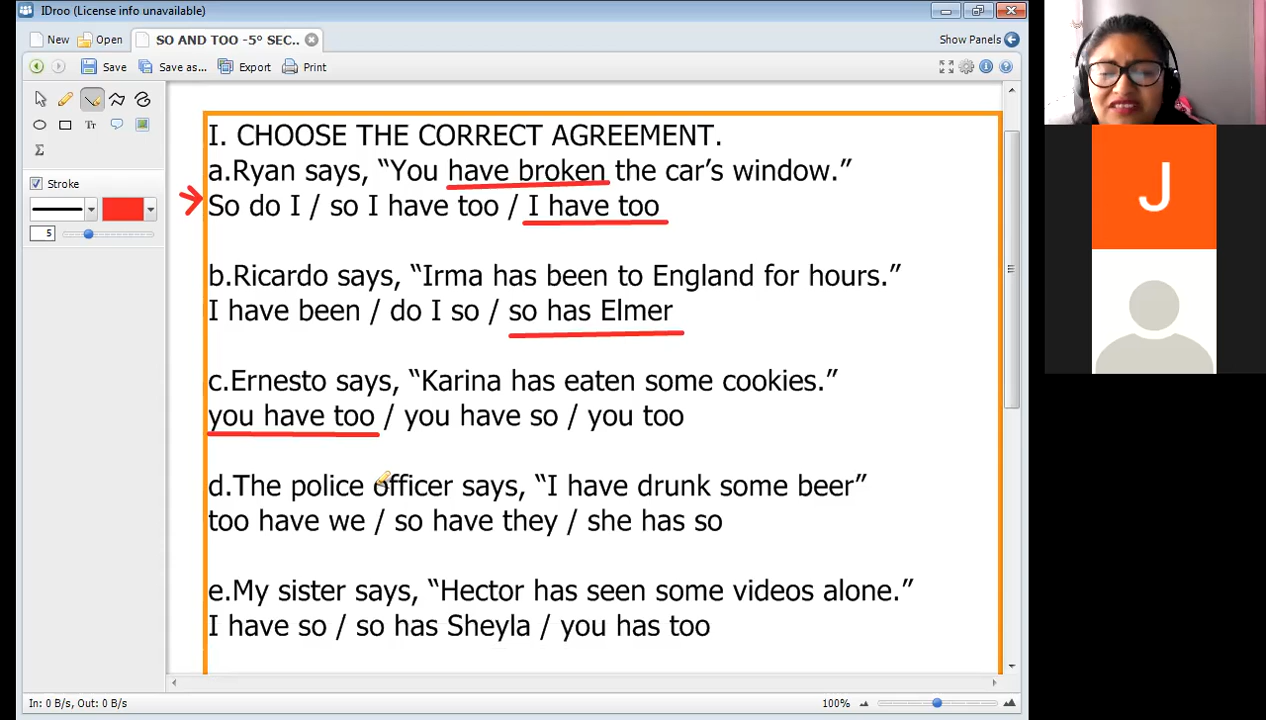 IDroo (License info unavailable)
New Open SO AND TOO -5° SEC.. Show Panels
Save Save as... Export Print
Tr
Σ
Stroke
5
I. CHOOSE THE CORRECT AGREEMENT.
a.Ryan says, “You have broken the car’s window.”
So do I / so I have too / I have too
b.Ricardo says, “Irma has been to England for hours.”
I have been / do I so / so has Elmer
c.Ernesto says, “Karina has eaten some cookies.”
you have too / you have so / you too
d.The police officer says, “I have drunk some beer”
too have we / so have they / she has so
e.My sister says, “Hector has seen some videos alone.”
I have so / so has Sheyla / you has too
In: 0 B/s, Out: 0 B/s 100%
J